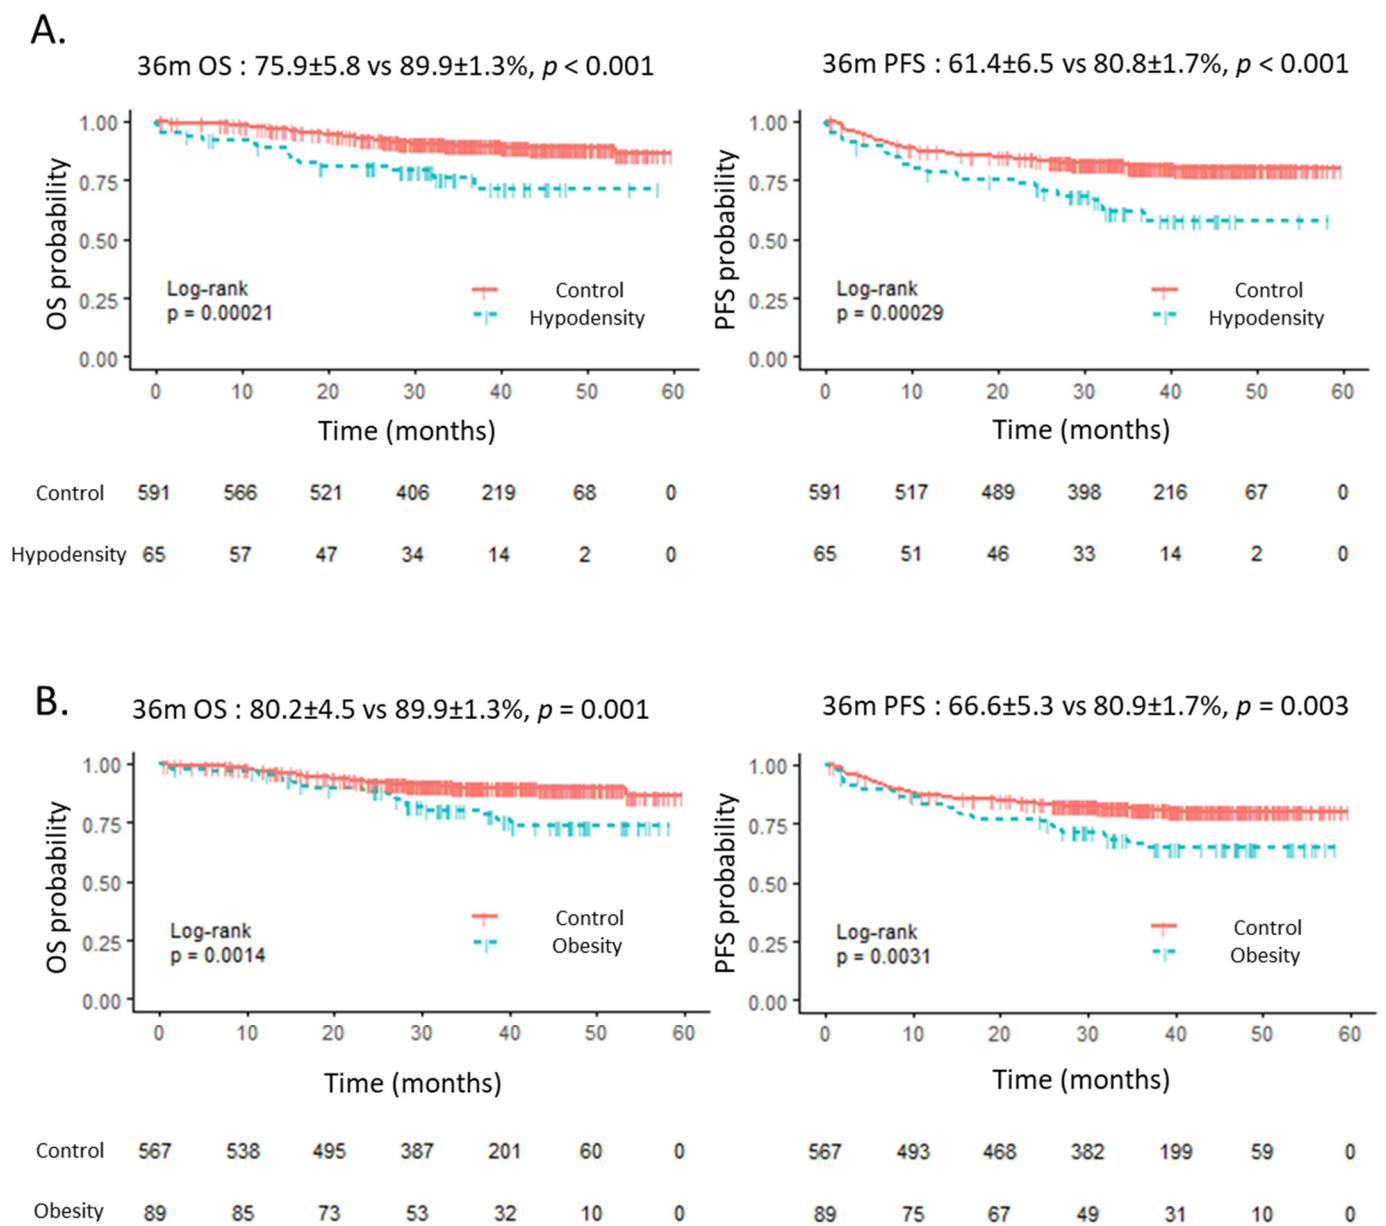 A.
36m OS : 75.9±5.8 vs 89.9±1.3%, p < 0.001
OS probability
1.00
0.75
0.50
0.25
0.00
Log-rank
p = 0.00021
Control
Hypodensity
0 10 20 30 40 50 60
Time (months)
Control 591 566 521 406 219 68 0
Hypodensity 65 57 47 34 14 2 0
36m PFS : 61.4±6.5 vs 80.8±1.7%, p < 0.001
PFS probability
1.00
0.75
0.50
0.25
0.00
Log-rank
p = 0.00029
Control
Hypodensity
0 10 20 30 40 50 60
Time (months)
591 517 489 398 216 67 0
65 51 46 33 14 2 0
B.
36m OS : 80.2±4.5 vs 89.9±1.3%, p = 0.001
OS probability
1.00
0.75
0.50
0.25
0.00
Log-rank
p = 0.0014
Control
Obesity
0 10 20 30 40 50 60
Time (months)
Control 567 538 495 387 201 60 0
Obesity 89 85 73 53 32 10 0
36m PFS : 66.6±5.3 vs 80.9±1.7%, p = 0.003
PFS probability
1.00
0.75
0.50
0.25
0.00
Log-rank
p = 0.0031
Control
Obesity
0 10 20 30 40 50 60
Time (months)
567 493 468 382 199 59 0
89 75 67 49 31 10 0